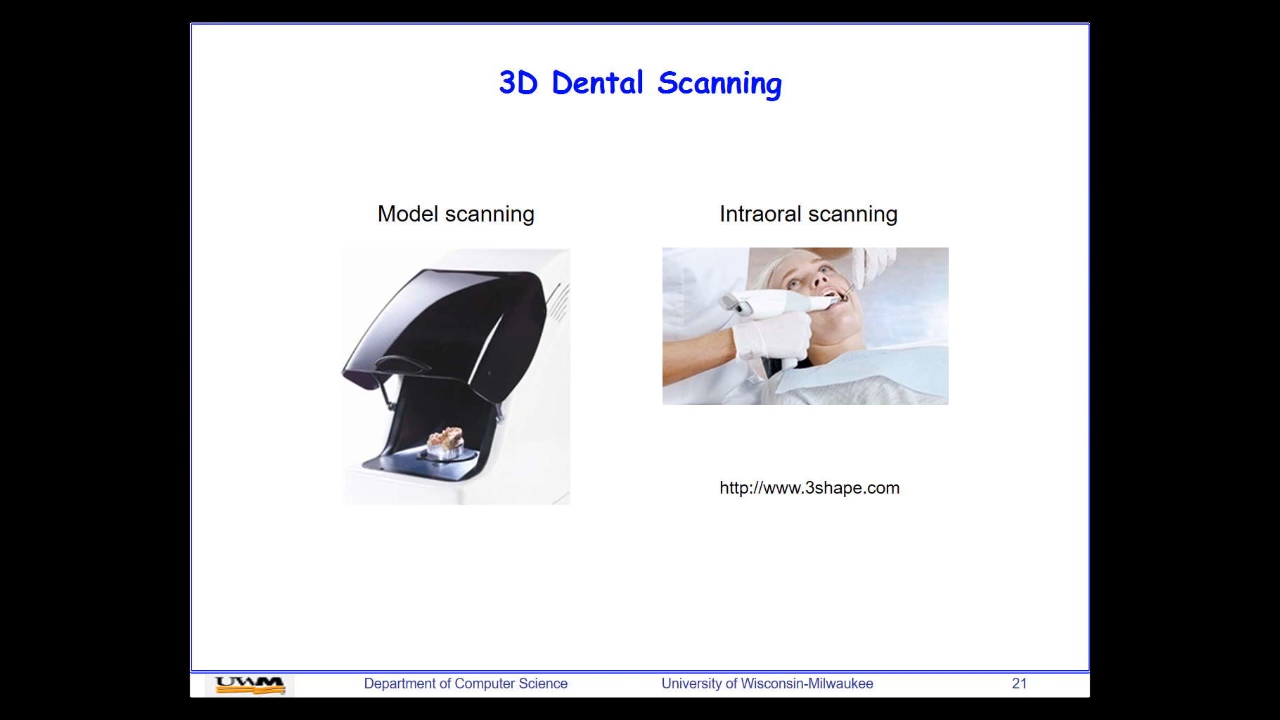 3D Dental Scanning
Model scanning
Intraoral scanning
http://www.3shape.com
UWM
Department of Computer Science
University of Wisconsin-Milwaukee
21